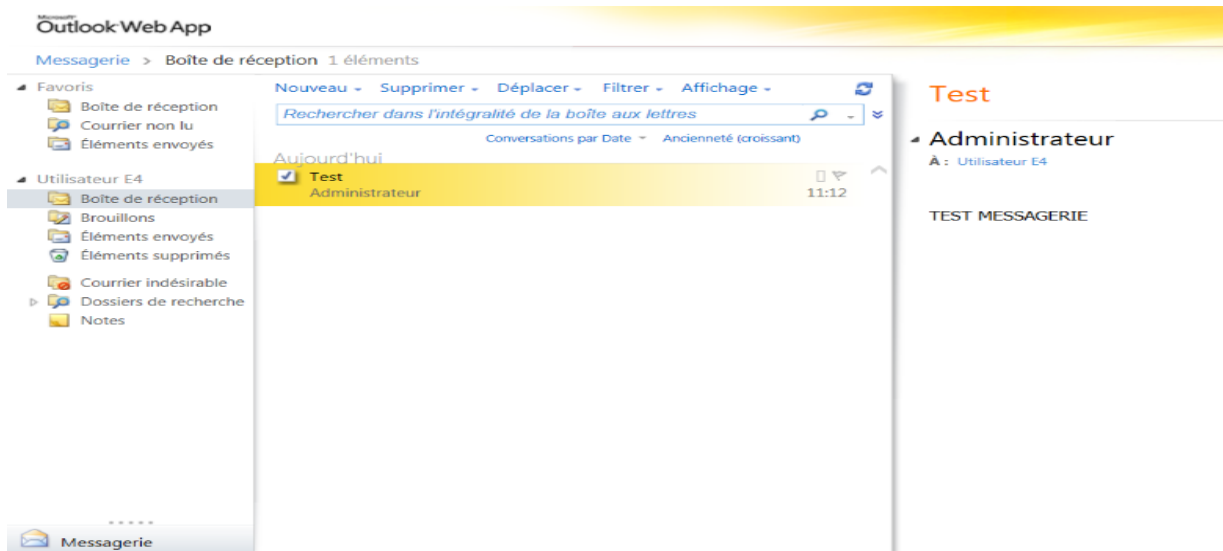 Microsoft
Outlook Web App
Messagerie > Boîte de réception 1 éléments
Favoris
Boîte de réception
Courrier non lu
Éléments envoyés
Utilisateur E4
Boîte de réception
Brouillons
Éléments envoyés
Éléments supprimés
Courrier indésirable
Dossiers de recherche
Notes
Messagerie
Nouveau Supprimer Déplacer Filtrer Affichage
Rechercher dans l'intégralité de la boîte aux lettres
Conversations par Date Ancienneté (croissant)
Aujourd'hui
Test
Administrateur 11:12
Test
Administrateur
À : Utilisateur E4
TEST MESSAGERIE